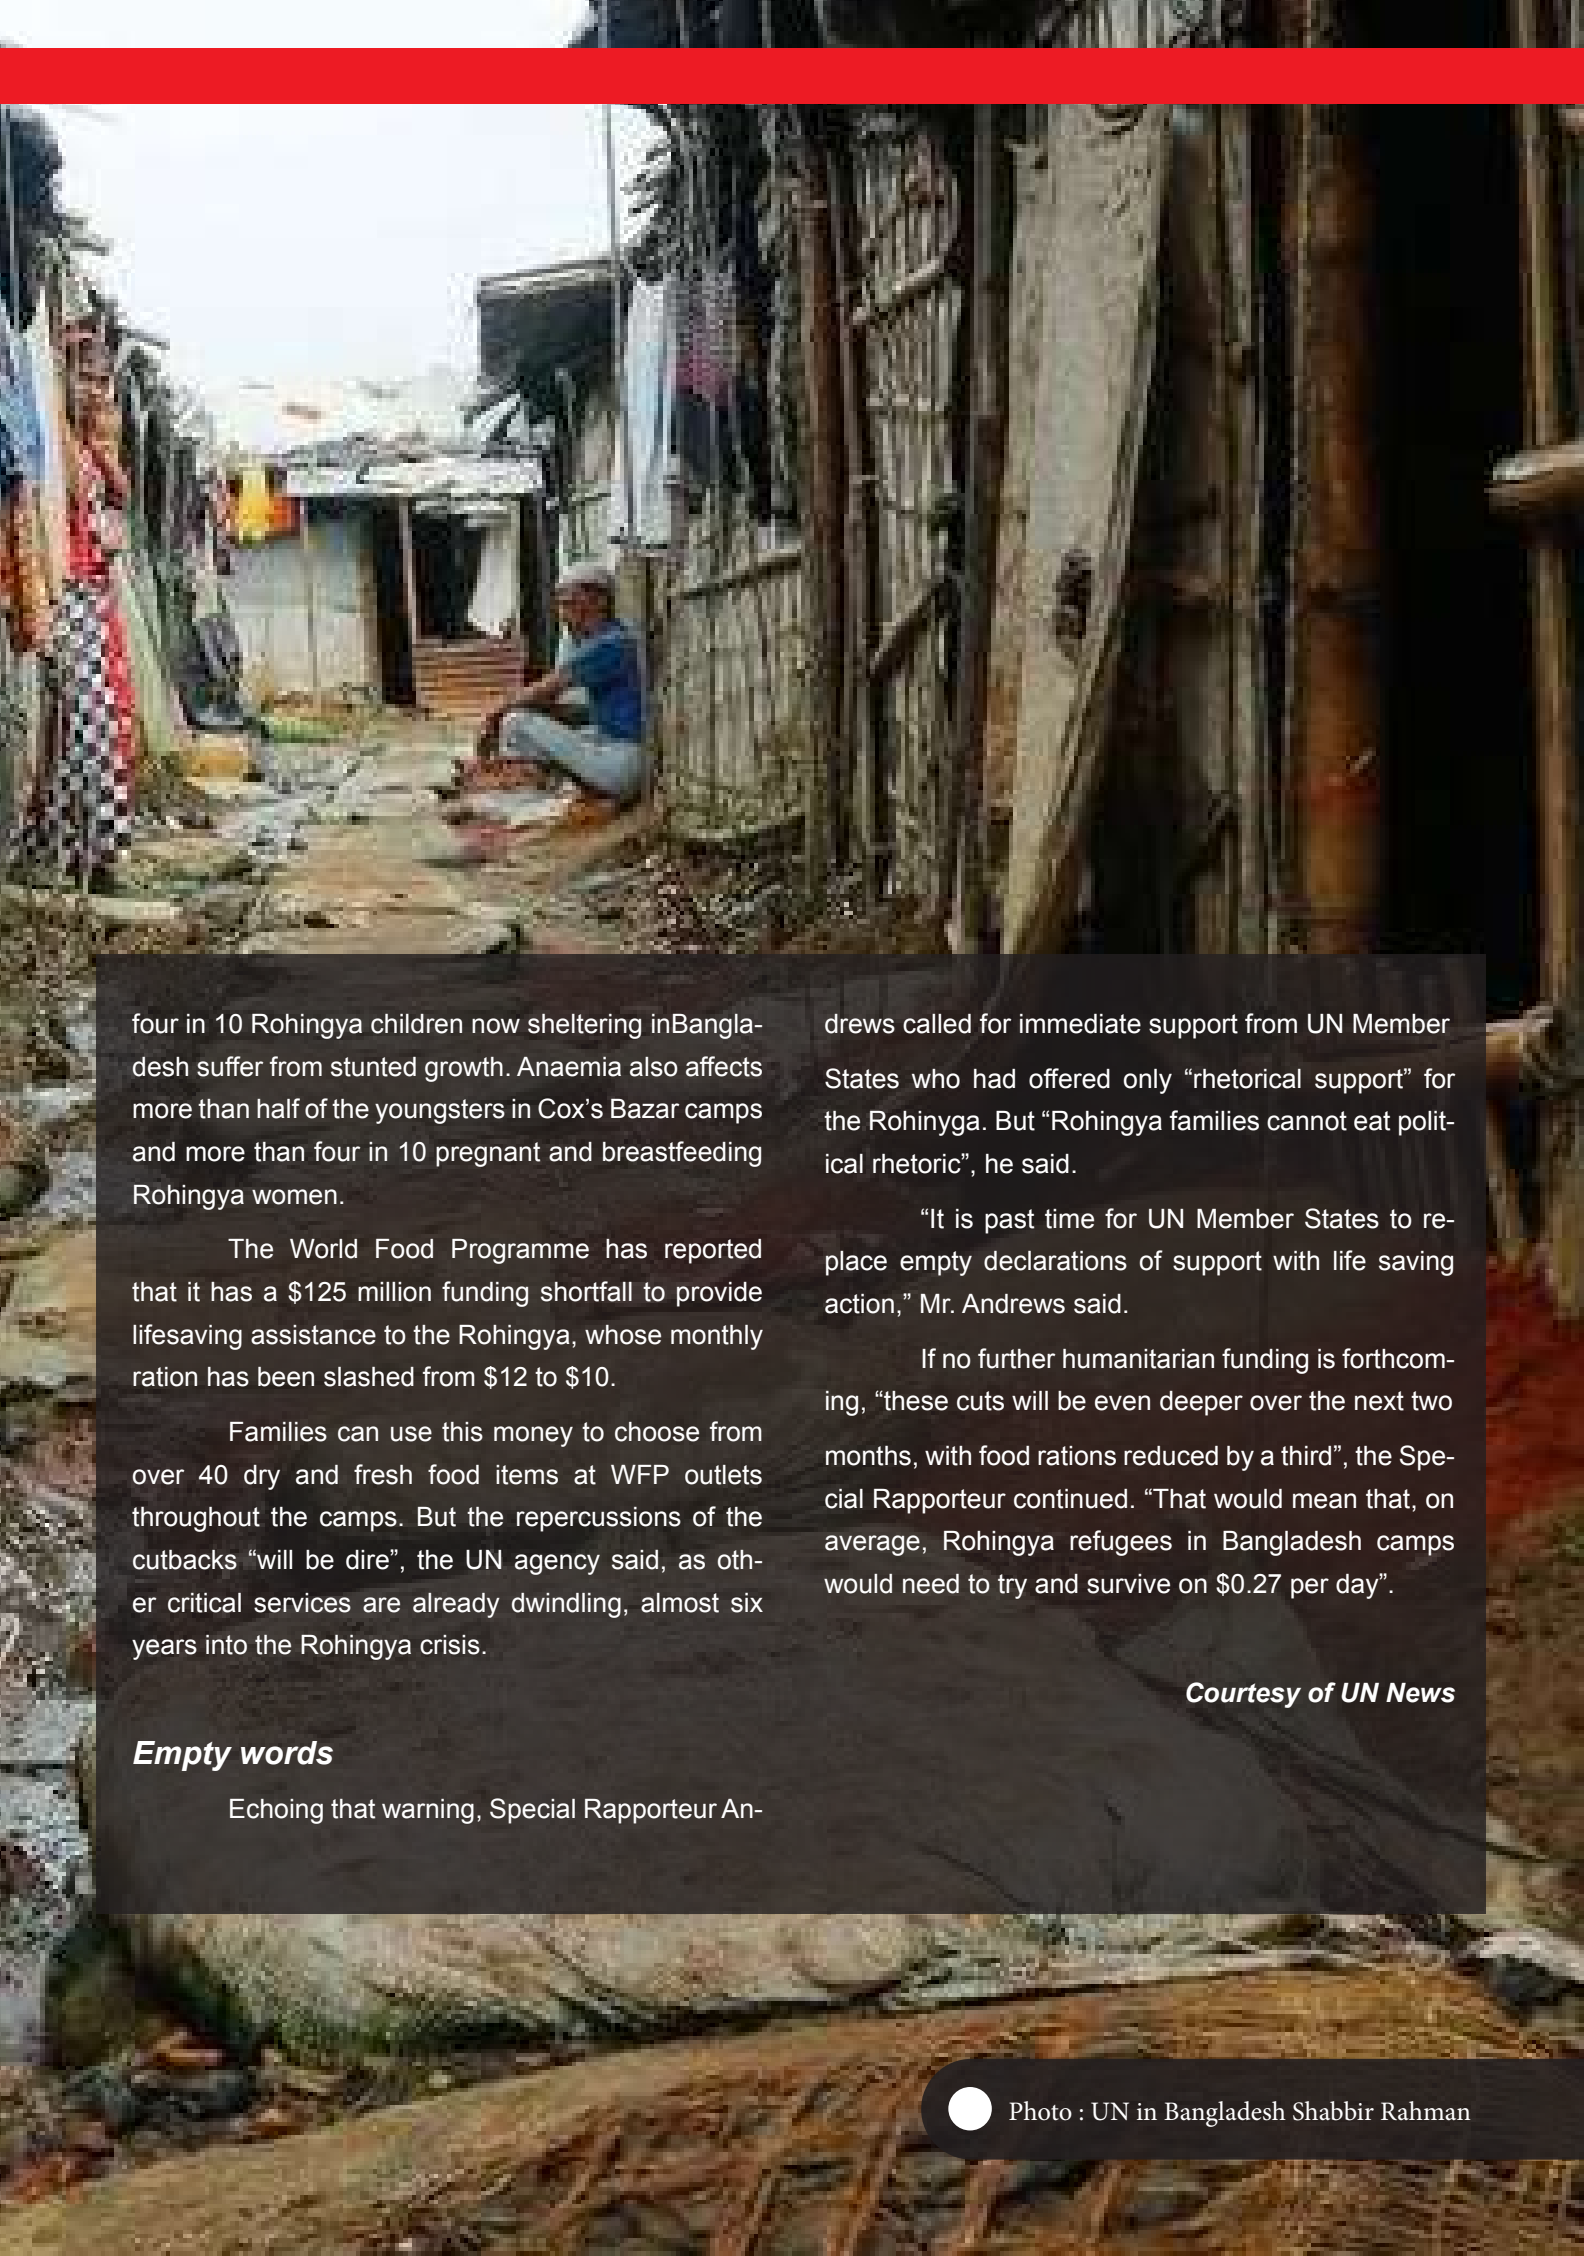 four in 10 Rohingya children now sheltering inBangla-
desh suffer from stunted growth. Anaemia also affects
more than half of the youngsters in Cox’s Bazar camps
and more than four in 10 pregnant and breastfeeding
Rohingya women.
The World Food Programme has reported
that it has a $125 million funding shortfall to provide
lifesaving assistance to the Rohingya, whose monthly
ration has been slashed from $12 to $10.
Families can use this money to choose from
over 40 dry and fresh food items at WFP outlets
throughout the camps. But the repercussions of the
cutbacks “will be dire”, the UN agency said, as oth-
er critical services are already dwindling, almost six
years into the Rohingya crisis.
Empty words
Echoing that warning, Special Rapporteur An-
drews called for immediate support from UN Member
States who had offered only “rhetorical support” for
the Rohinyga. But “Rohingya families cannot eat polit-
ical rhetoric”, he said.
“It is past time for UN Member States to re-
place empty declarations of support with life saving
action,” Mr. Andrews said.
If no further humanitarian funding is forthcom-
ing, “these cuts will be even deeper over the next two
months, with food rations reduced by a third”, the Spe-
cial Rapporteur continued. “That would mean that, on
average, Rohingya refugees in Bangladesh camps
would need to try and survive on $0.27 per day”.
Courtesy of UN News
Photo : UN in Bangladesh Shabbir Rahman